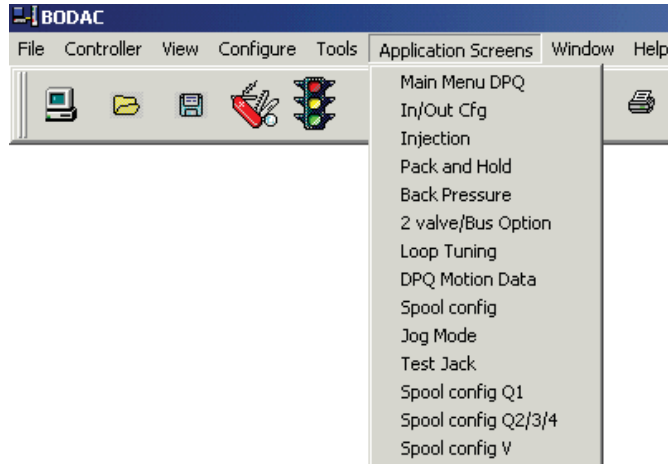 BODAC
File Controller View Configure Tools Application Screens Window Help
Main Menu DPQ
In/Out Cfg
Injection
Pack and Hold
Back Pressure
2 valve/Bus Option
Loop Tuning
DPQ Motion Data
Spool config
Jog Mode
Test Jack
Spool config Q1
Spool config Q2/3/4
Spool config V